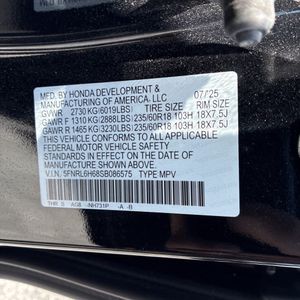 MFD. BY HONDA DEVELOPMENT & 07/25
MANUFACTURING OF AMERICA, LLC
GVWR 2730 KG(6019LBS) TIRE SIZE RIM SIZE
GAWR F 1310 KG(2888LBS) 235/60R18 103H 18X7.5J
GAWR R 1465 KG(3230LBS) 235/60R18 103H 18X7.5J
THIS VEHICLE CONFORMS TO ALL APPLICABLE
FEDERAL MOTOR VEHICLE SAFETY STANDARDS IN
EFFECT ON THE DATE OF MANUFACTURE SHOWN ABOVE.
V.I.N. 5FNRL6H68SB086575 TYPE MPV
THR S AG8 -NH731P -A -B